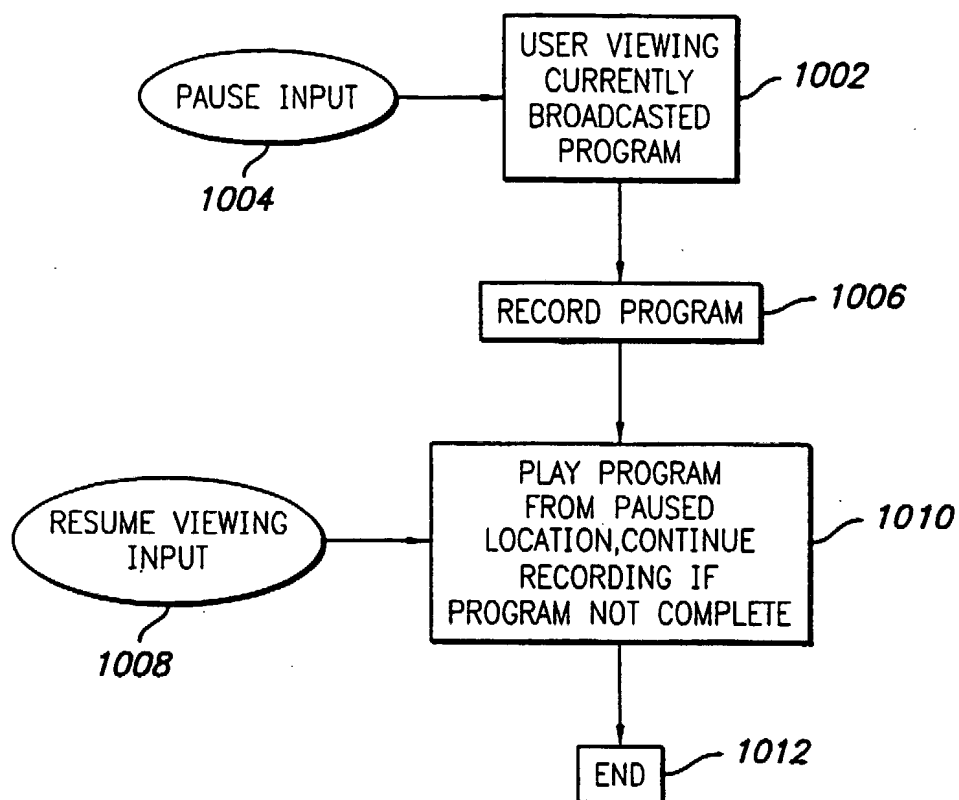 USER VIEWING
CURRENTLY
BROADCASTED
PROGRAM
1002
PAUSE INPUT
1004
RECORD PROGRAM
1006
PLAY PROGRAM
FROM PAUSED
LOCATION,CONTINUE
RECORDING IF
PROGRAM NOT COMPLETE
1010
RESUME VIEWING
INPUT
1008
END
1012